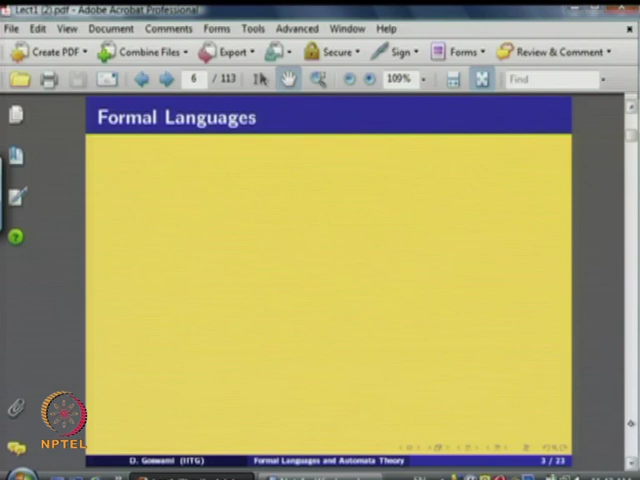 Lect1 (2).pdf - Adobe Acrobat Professional
File Edit View Document Comments Forms Tools Advanced Window Help
Create PDF Combine Files Export Secure Sign Forms Review & Comment
6 / 113 100% Find
Formal Languages
NPTEL
D. Goswami (IITG) Formal Languages and Automata Theory 3 / 23